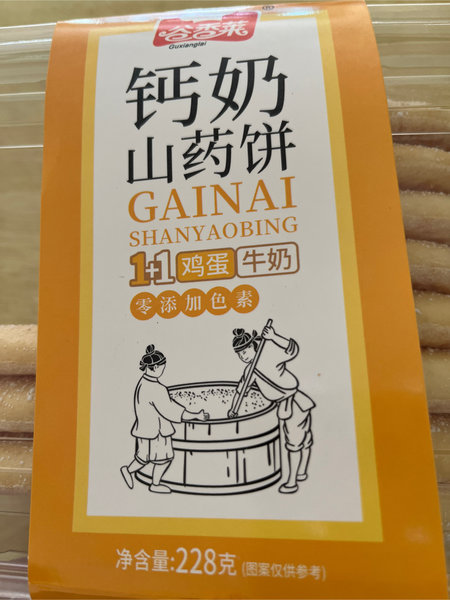 谷香莱
Guxianglai
钙奶
山药饼
GAINAI
SHANYAOBING
1+1 鸡蛋 牛奶
零添加色素
净含量:228克 (图案仅供参考)